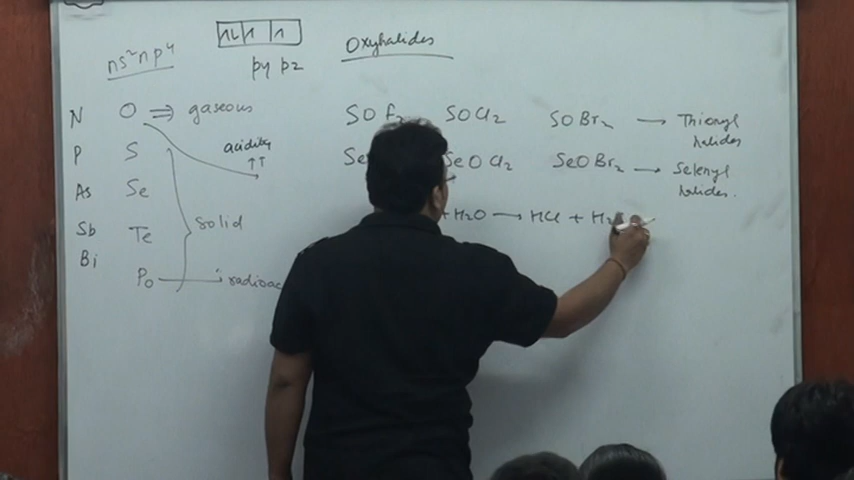 ns²np⁴
1L 1 1
py pz
Oxyhalides
N O ⇒ gaseous
P S
As Se
Sb Te
Bi
Po → radioac
acidity ↑↑
solid
SOF₂ SOCl₂ SOBr₂ → Thionyl halides
Se SeOCl₂ SeOBr₂ → Selenyl halides.
+ H₂O → HCl + H₂